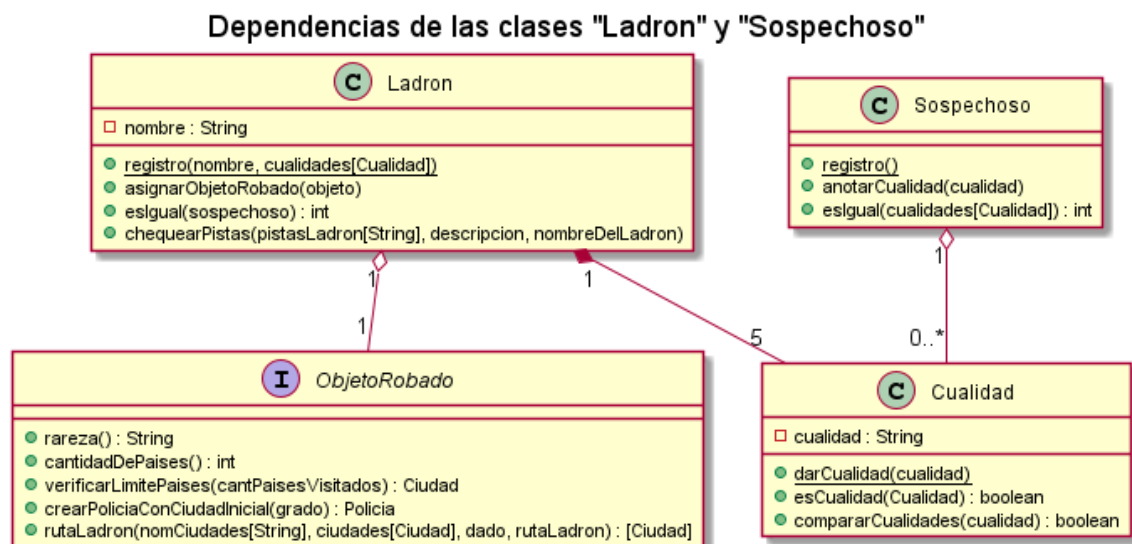 Dependencias de las clases "Ladron" y "Sospechoso"
C Ladron
nombre : String
registro(nombre, cualidades[Cualidad])
asignarObjetoRobado(objeto)
esIgual(sospechoso) : int
chequearPistas(pistasLadron[String], descripcion, nombreDelLadron)
C Sospechoso
registro()
anotarCualidad(cualidad)
esIgual(cualidades[Cualidad]) : int
1
1
1
1
5
0..*
I ObjetoRobado
rareza() : String
cantidadDePaises() : int
verificarLimitePaises(cantPaisesVisitados) : Ciudad
crearPoliciaConCiudadInicial(grado) : Policia
rutaLadron(nomCiudades[String], ciudades[Ciudad], dado, rutaLadron) : [Ciudad]
C Cualidad
cualidad : String
darCualidad(cualidad)
esCualidad(Cualidad) : boolean
compararCualidades(cualidad) : boolean